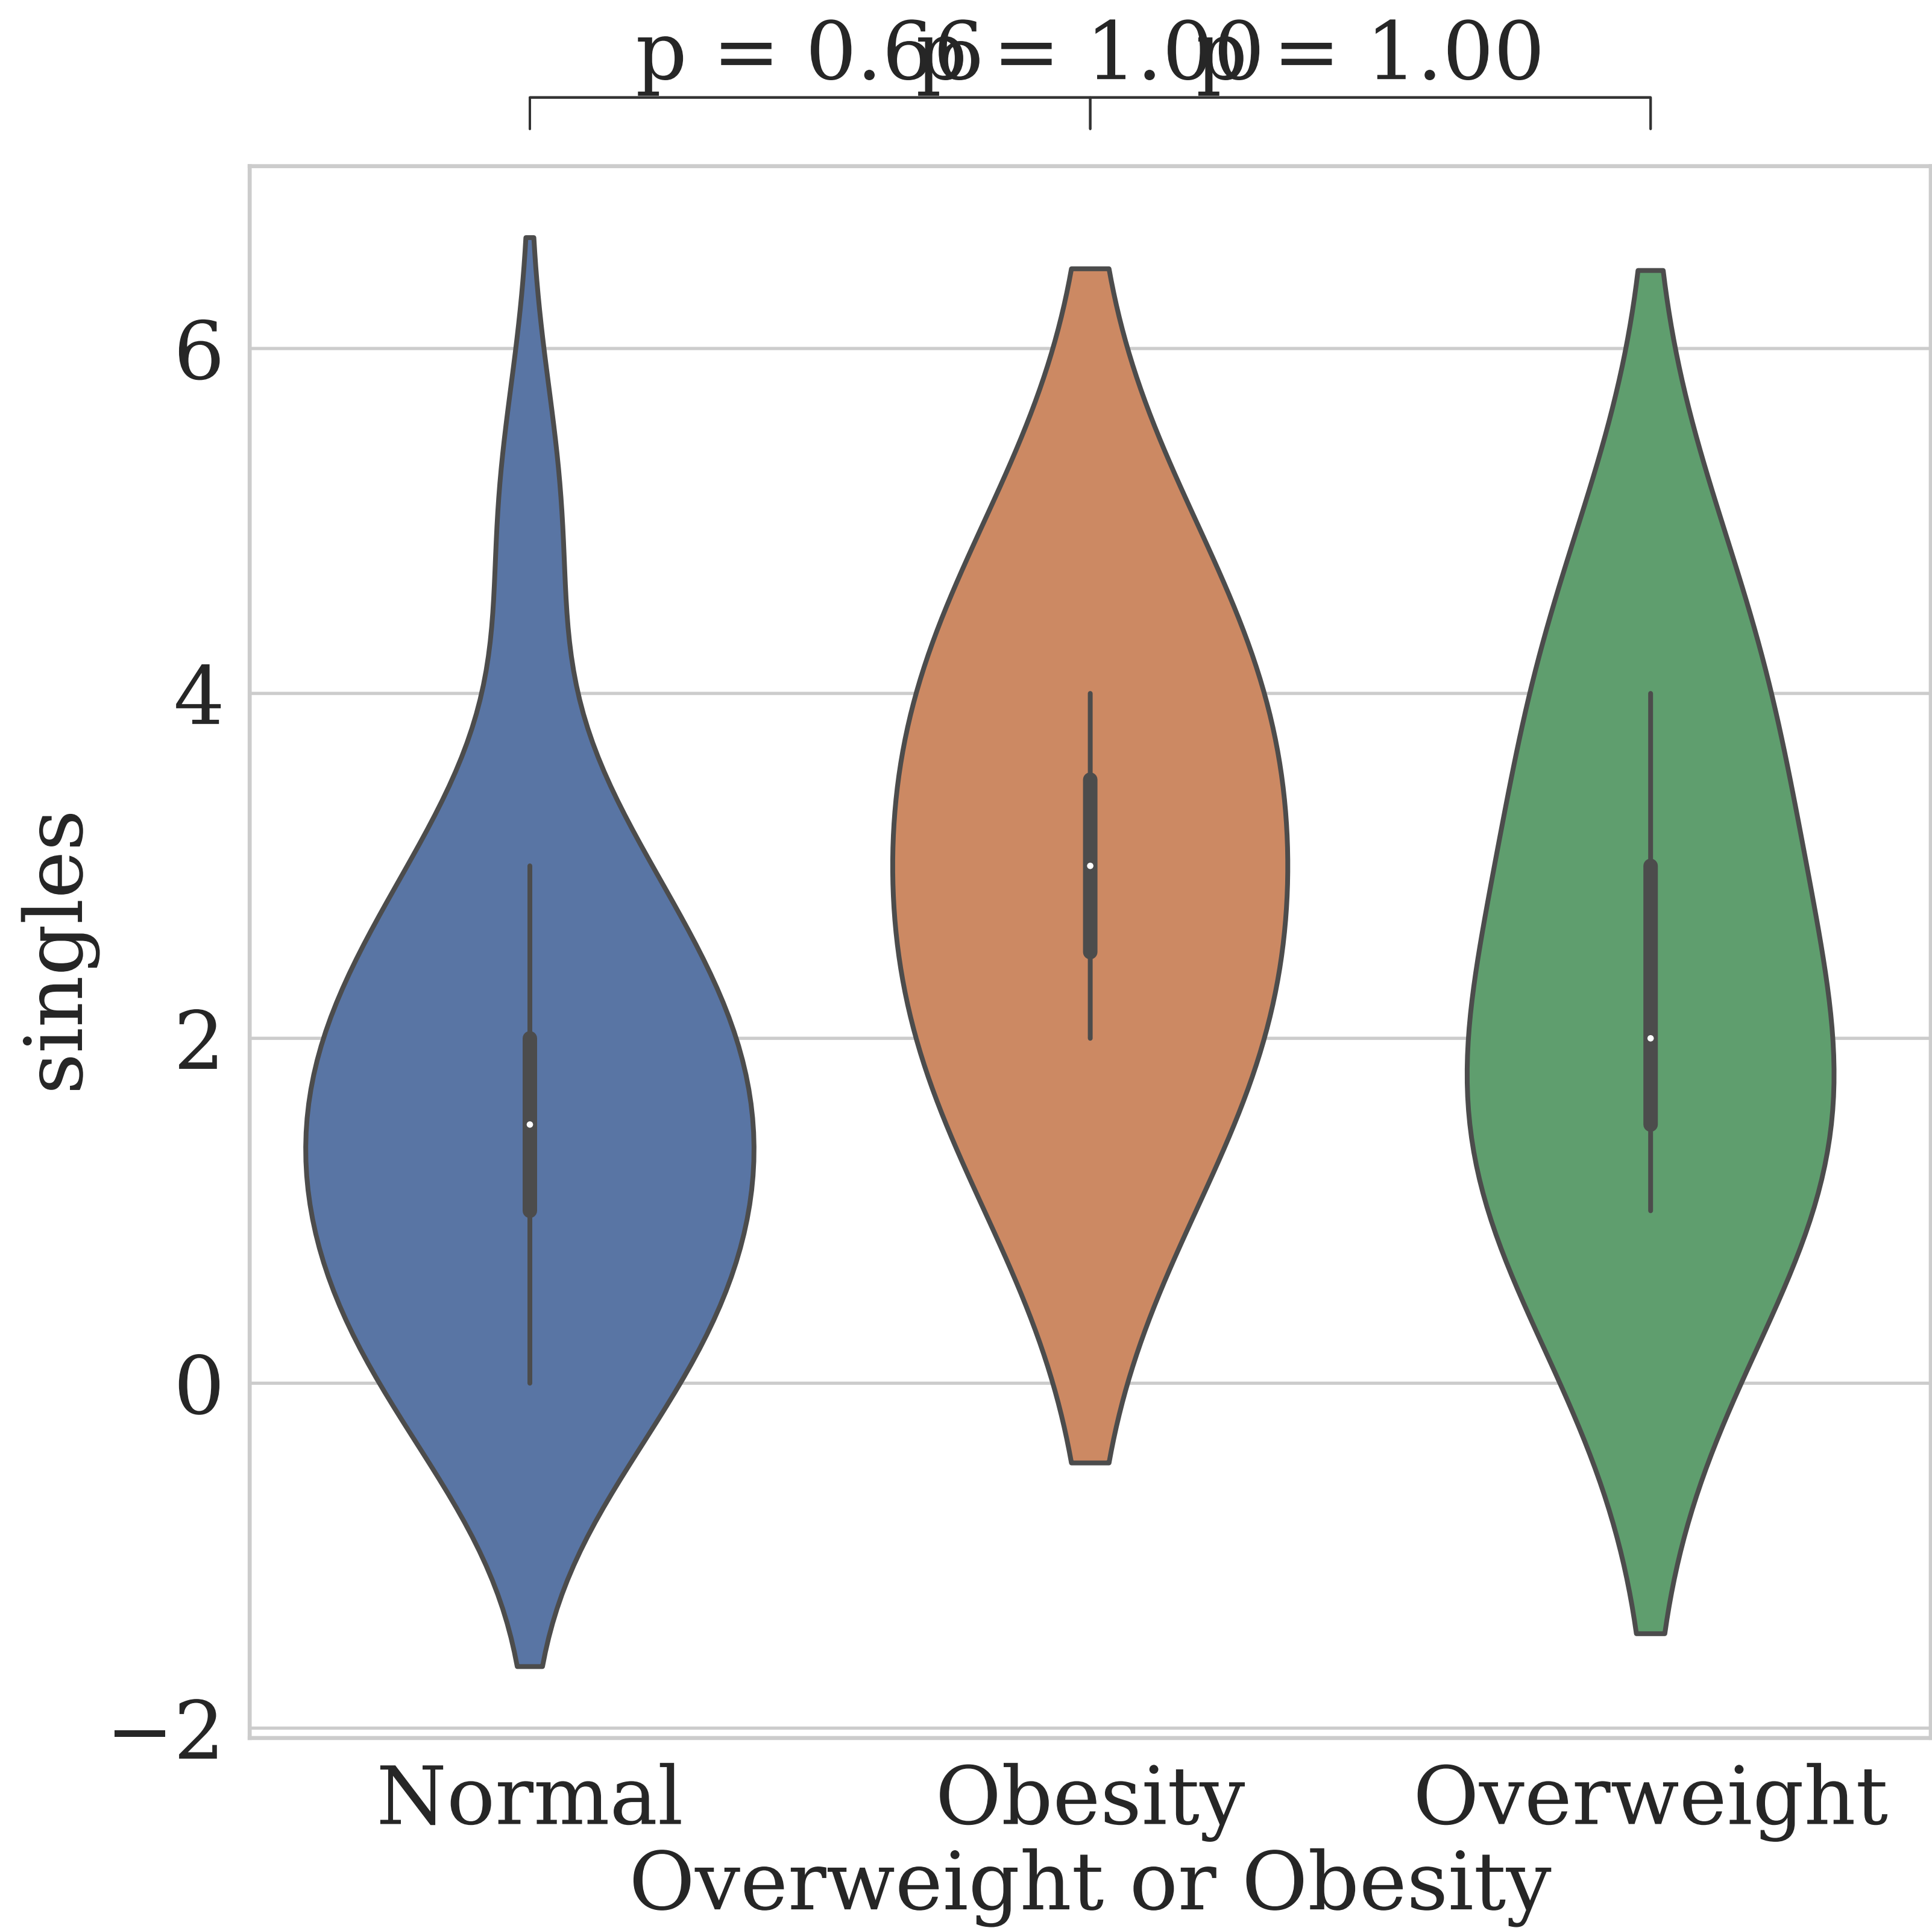 p = 0.66 p = 1.00 p = 1.00
6
4
2
0
−2
singles
Normal Obesity Overweight
Overweight or Obesity